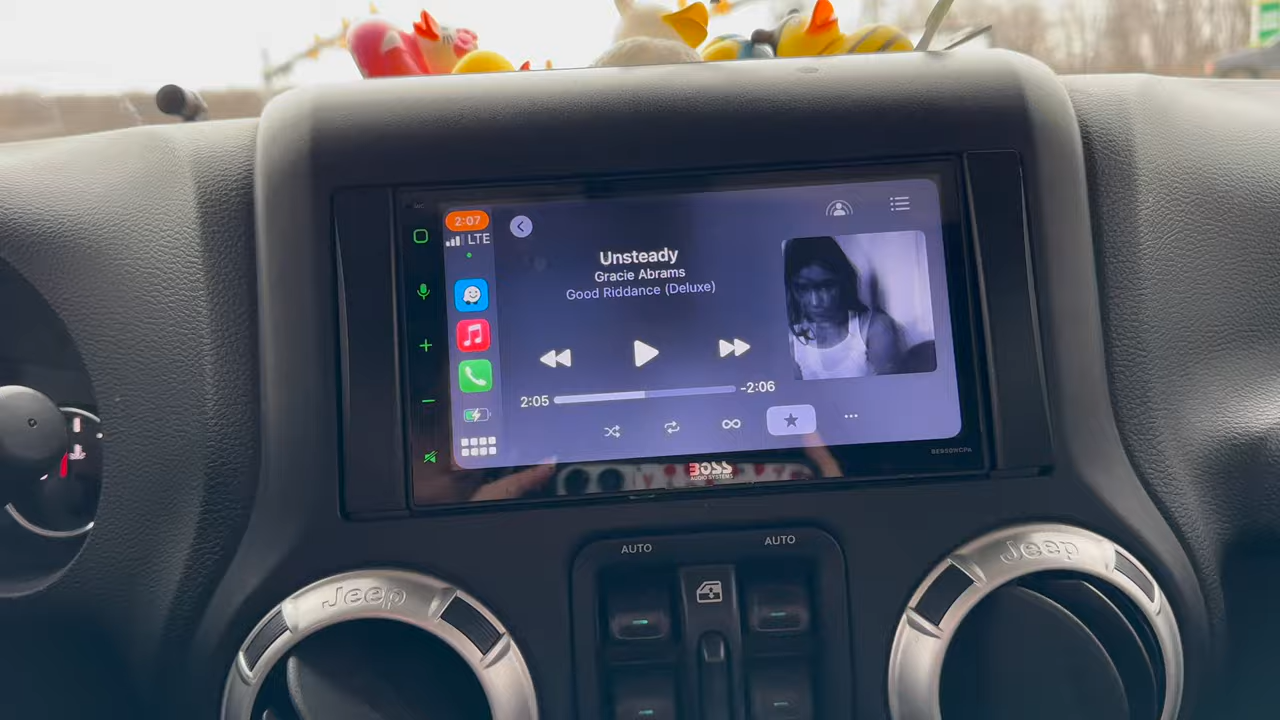 2:07
LTE
Unsteady
Gracie Abrams
Good Riddance (Deluxe)
2:05
-2:06
BOSS
AUDIO SYSTEMS
AUTO
AUTO
Jeep
Jeep